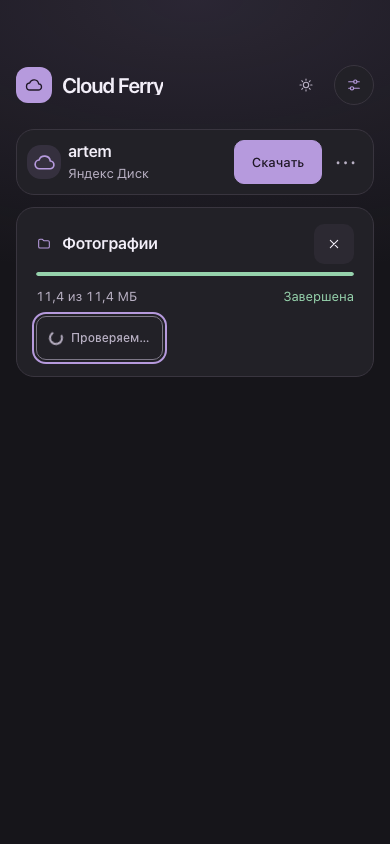 Cloud Ferry
artem
Яндекс Диск
Скачать
Фотографии
11,4 из 11,4 МБ
Завершена
Проверяем...